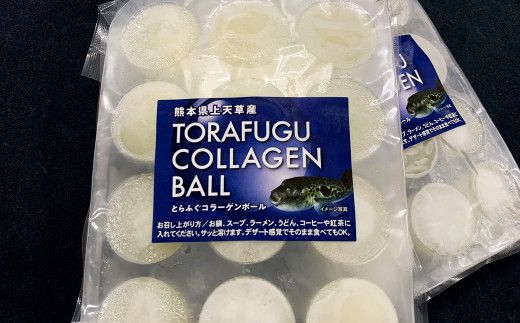 熊本県上天草産
TORAFUGU
COLLAGEN
BALL
イメージ写真
とらふぐコラーゲンボール
お召し上がり方／お鍋、スープ、ラーメン、うどん、コーヒーや紅茶に
入れてください。サッと溶けます。デザート感覚でそのまま食べてもOK。
UGU
GEN